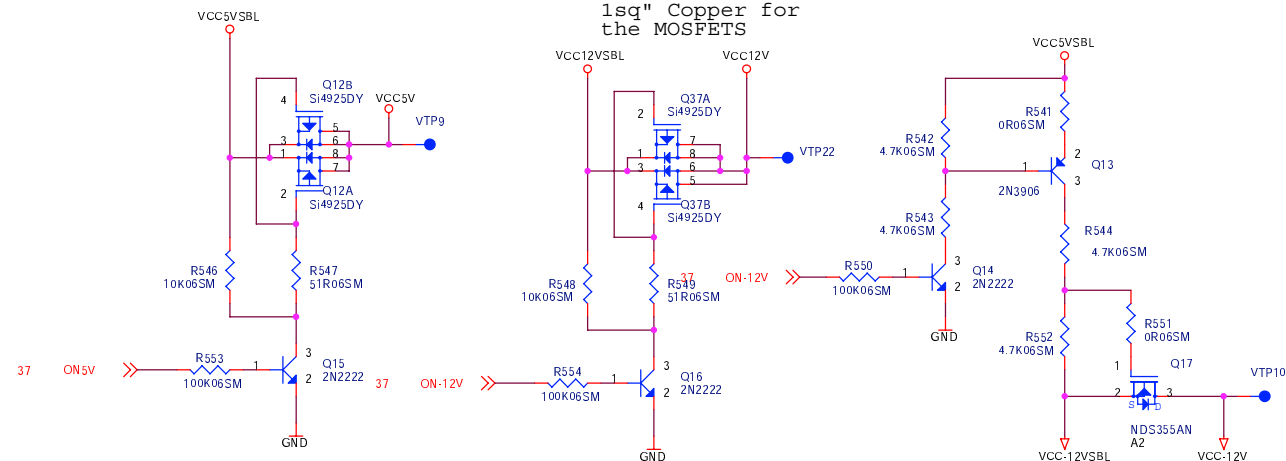 1sq" Copper for
the MOSFETS
VCC5VSBL
Q12B
Si4925DY
4
VCC5V
VTP9
5
3
6
1
8
7
Q12A
Si4925DY
2
R546
10K06SM
R547
51R06SM
37
ON5V
R553
100K06SM
1
3
2
Q15
2N2222
GND
VCC12VSBL
VCC12V
Q37A
Si4925DY
2
7
1
8
3
6
5
VTP22
Q37B
Si4925DY
4
R548
10K06SM
R549
51R06SM
37
ON-12V
R554
100K06SM
1
3
2
Q16
2N2222
GND
VCC5VSBL
R541
0R06SM
R542
4.7K06SM
1
2
3
Q13
2N3906
R543
4.7K06SM
R544
4.7K06SM
37
ON-12V
R550
100K06SM
1
3
2
Q14
2N2222
GND
R552
4.7K06SM
R551
0R06SM
1
Q17
2
3
S
D
VTP10
NDS355AN
A2
VCC-12VSBL
VCC-12V